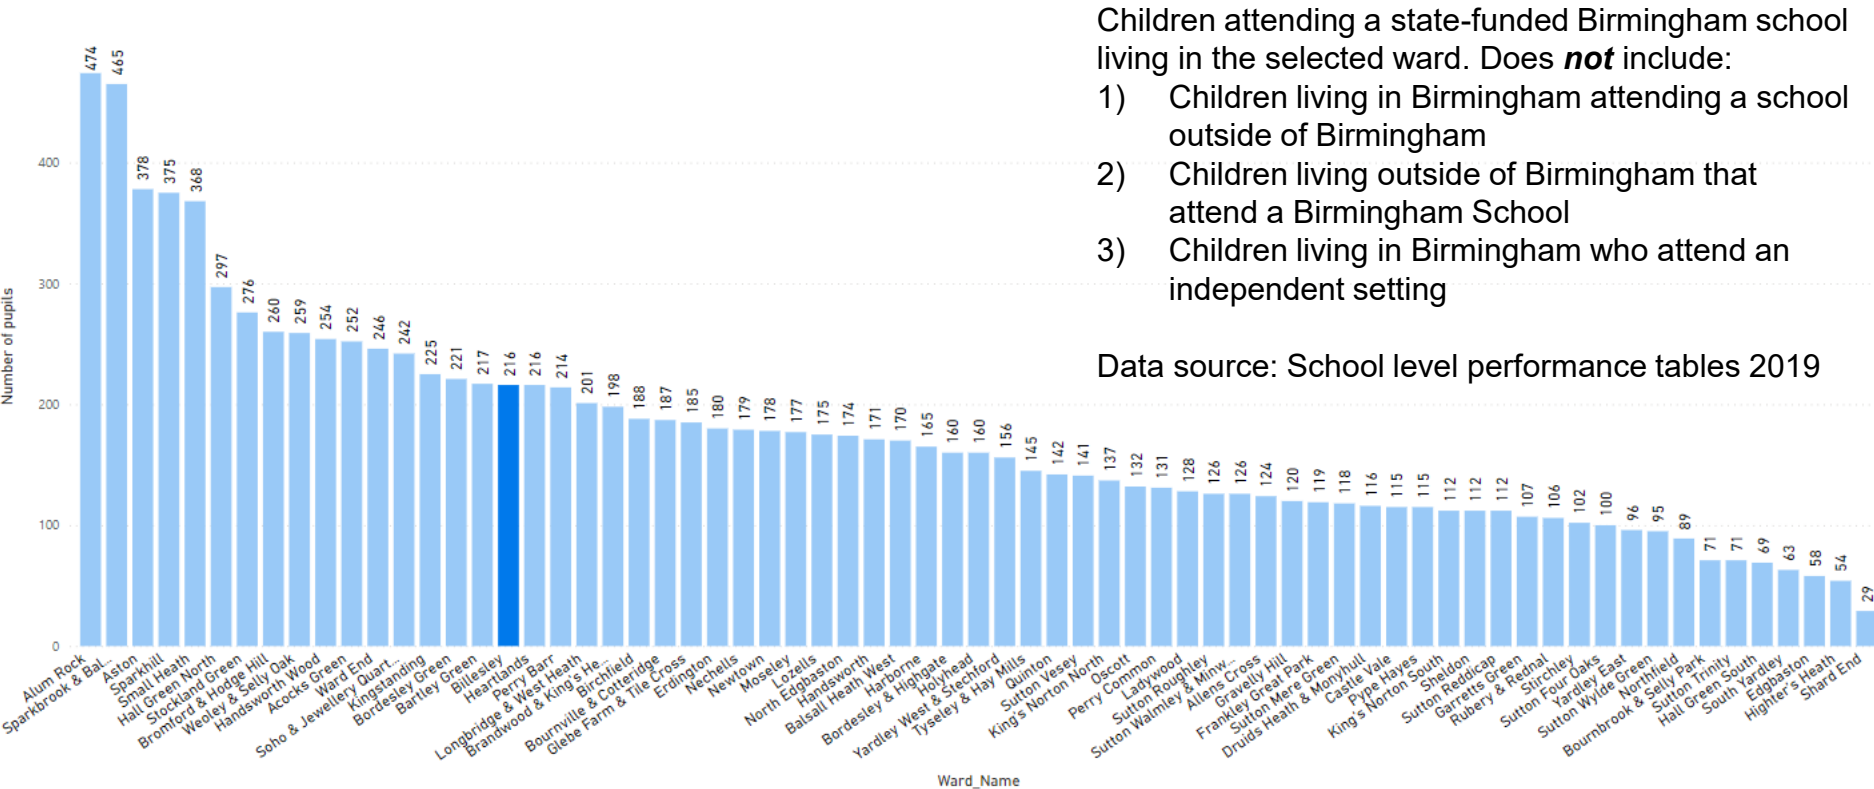 Children attending a state-funded Birmingham school
living in the selected ward. Does not include:
1) Children living in Birmingham attending a school
outside of Birmingham
2) Children living outside of Birmingham that
attend a Birmingham School
3) Children living in Birmingham who attend an
independent setting
Data source: School level performance tables 2019
Number of pupils
400
300
200
100
0
474
465
378
375
368
297
276
260
259
254
252
246
242
225
221
217
216
216
214
201
198
188
187
185
180
179
178
177
175
174
171
170
165
160
160
156
145
142
141
137
132
131
128
126
126
124
120
119
118
116
115
115
112
112
112
107
106
102
100
96
95
89
71
71
69
63
58
54
29
Alum Rock
Sparkbrook & Bal...
Aston
Sparkhill
Small Heath
Hall Green North
Stockland Green
Bromford & Hodge Hill
Weoley & Selly Oak
Handsworth Wood
Acocks Green
Ward End
Soho & Jewellery Quart...
Kingstanding
Bordesley Green
Bartley Green
Billesley
Heartlands
Perry Barr
Longbridge & West Heath
Brandwood & King's He...
Birchfield
Bournville & Cotteridge
Glebe Farm & Tile Cross
Erdington
Nechells
Newtown
Moseley
Lozells
North Edgbaston
Handsworth
Balsall Heath West
Harborne
Bordesley & Highgate
Holyhead
Yardley West & Stechford
Tyseley & Hay Mills
Quinton
Sutton Vesey
King's Norton North
Oscott
Perry Common
Ladywood
Sutton Roughley
Sutton Walmley & Minw...
Allens Cross
Gravelly Hill
Frankley Great Park
Sutton Mere Green
Druids Heath & Monyhull
Castle Vale
Pype Hayes
King's Norton South
Sheldon
Sutton Reddicap
Garretts Green
Rubery & Rednal
Stirchley
Sutton Four Oaks
Yardley East
Sutton Wylde Green
Northfield
Bournbrook & Selly Park
Sutton Trinity
Hall Green South
South Yardley
Edgbaston
Highter's Heath
Shard End
Ward_Name